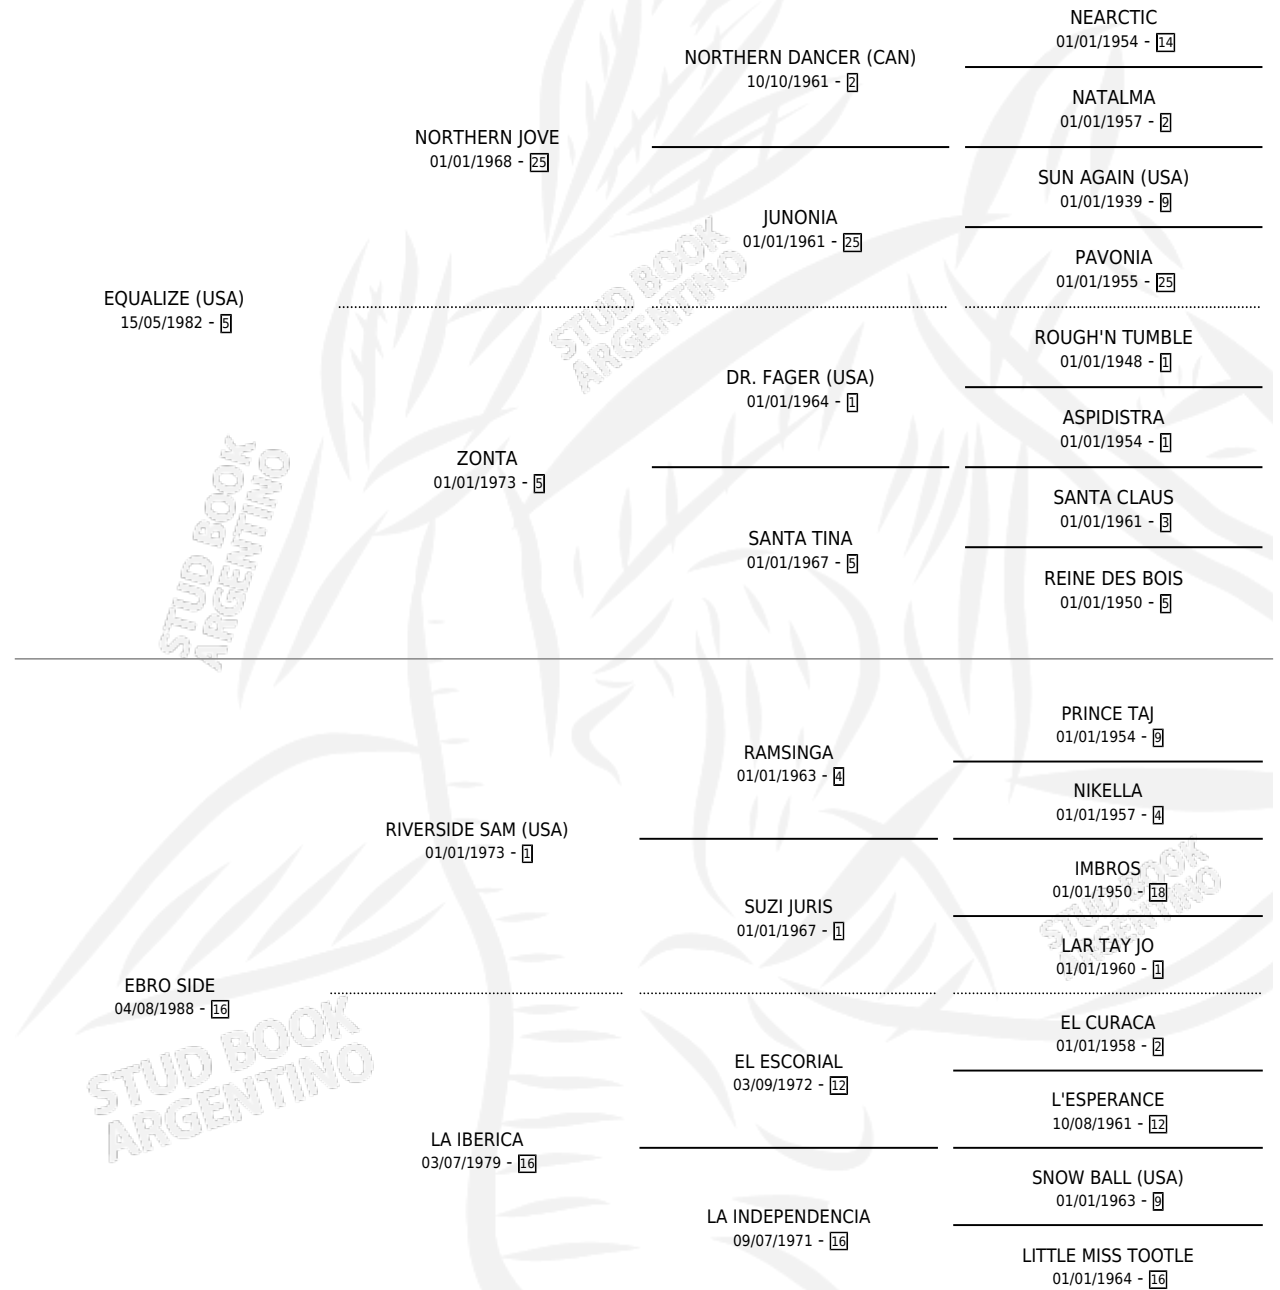 NEARCTIC
01/01/1954 - 14
NORTHERN DANCER (CAN)
10/10/1961 - 2
NATALMA
01/01/1957 - 2
NORTHERN JOVE
01/01/1968 - 25
SUN AGAIN (USA)
01/01/1939 - 9
JUNONIA
01/01/1961 - 25
PAVONIA
01/01/1955 - 25
EQUALIZE (USA)
15/05/1982 - 5
STUD BOOK
ARGENTINO
ROUGH'N TUMBLE
01/01/1948 - 1
DR. FAGER (USA)
01/01/1964 - 1
ASPIDISTRA
01/01/1954 - 1
ZONTA
01/01/1973 - 5
SANTA CLAUS
01/01/1961 - 3
SANTA TINA
01/01/1967 - 5
REINE DES BOIS
01/01/1950 - 5
STUD BOOK
ARGENTINO
PRINCE TAJ
01/01/1954 - 9
RAMSINGA
01/01/1963 - 4
NIKELLA
01/01/1957 - 4
RIVERSIDE SAM (USA)
01/01/1973 - 1
IMBROS
01/01/1950 - 18
SUZI JURIS
01/01/1967 - 1
STUD BOOK
ARGENTINO
LAR TAY JO
01/01/1960 - 1
EBRO SIDE
04/08/1988 - 16
STUD BOOK
ARGENTINO
EL CURACA
01/01/1958 - 2
EL ESCORIAL
03/09/1972 - 12
L'ESPERANCE
10/08/1961 - 12
LA IBERICA
03/07/1979 - 16
SNOW BALL (USA)
01/01/1963 - 9
LA INDEPENDENCIA
09/07/1971 - 16
LITTLE MISS TOOTLE
01/01/1964 - 16